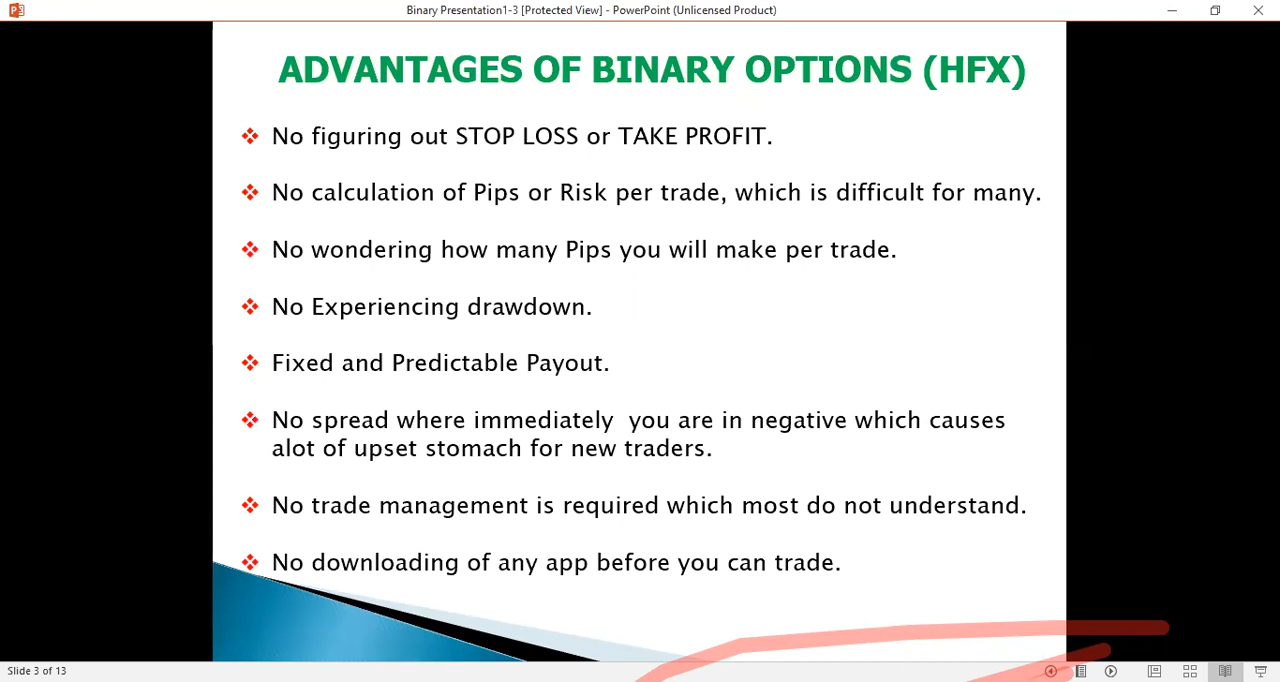 Binary Presentation1-3 [Protected View] - PowerPoint (Unlicensed Product)
ADVANTAGES OF BINARY OPTIONS (HFX)
No figuring out STOP LOSS or TAKE PROFIT.
No calculation of Pips or Risk per trade, which is difficult for many.
No wondering how many Pips you will make per trade.
No Experiencing drawdown.
Fixed and Predictable Payout.
No spread where immediately  you are in negative which causes
alot of upset stomach for new traders.
No trade management is required which most do not understand.
No downloading of any app before you can trade.
Slide 3 of 13